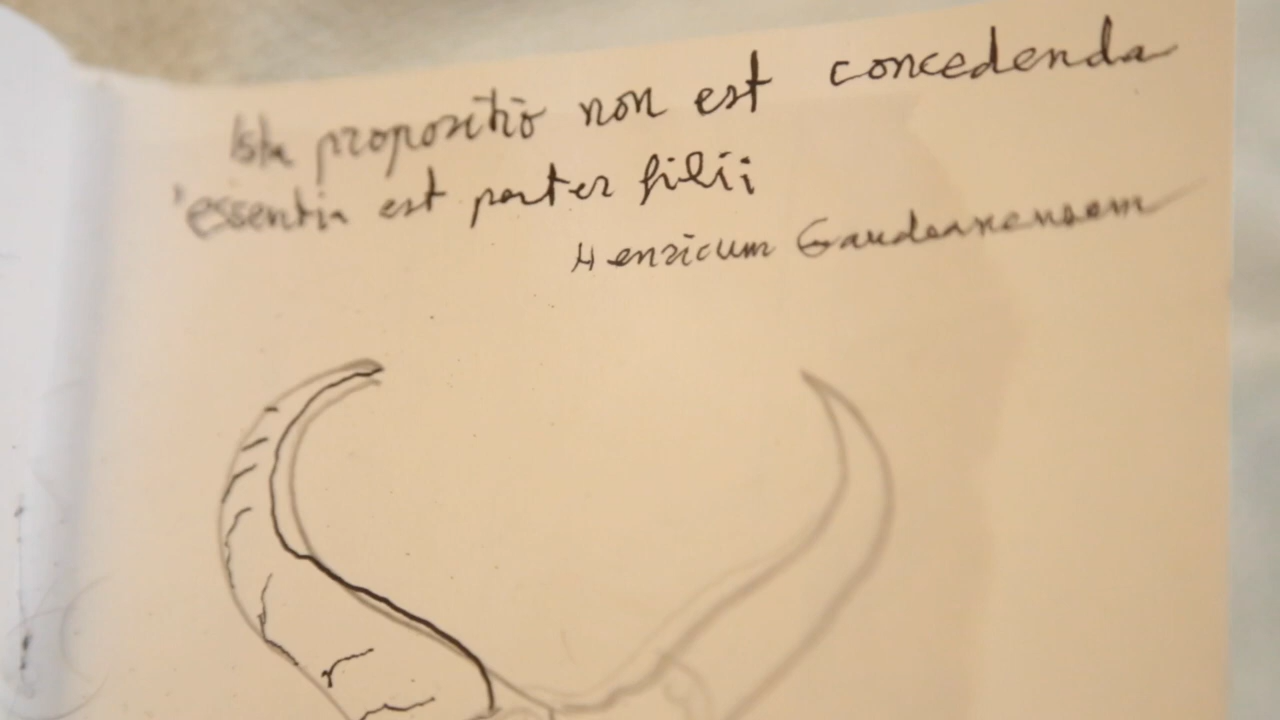 Ista propositio non est concedenda
'essentia est pater filii
Henricum Gandavensem